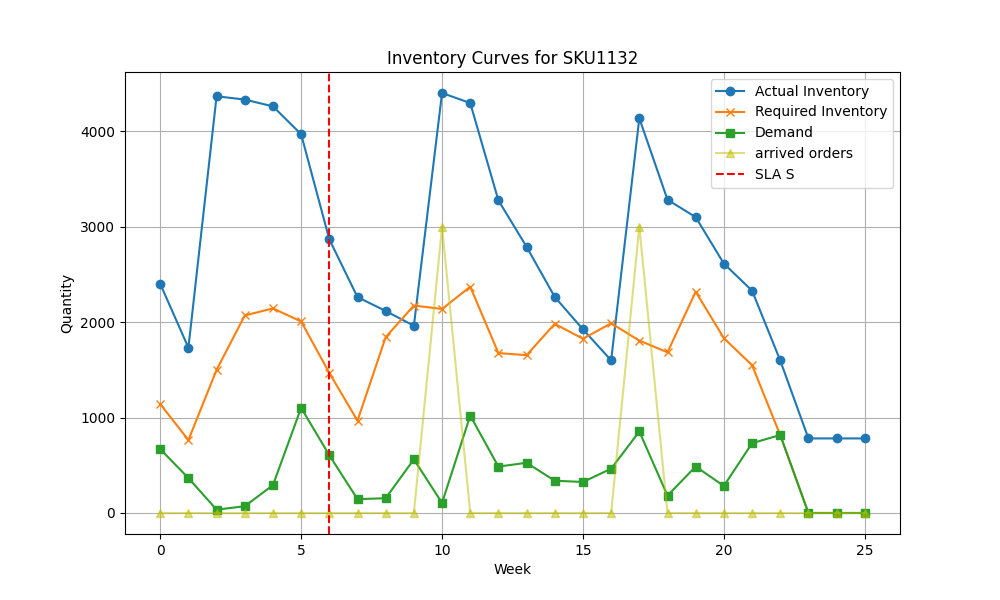 Inventory Curves for SKU1132
Actual Inventory
Required Inventory
Demand
arrived orders
SLA S
Quantity
4000
3000
2000
1000
0
0 5 10 15 20 25
Week